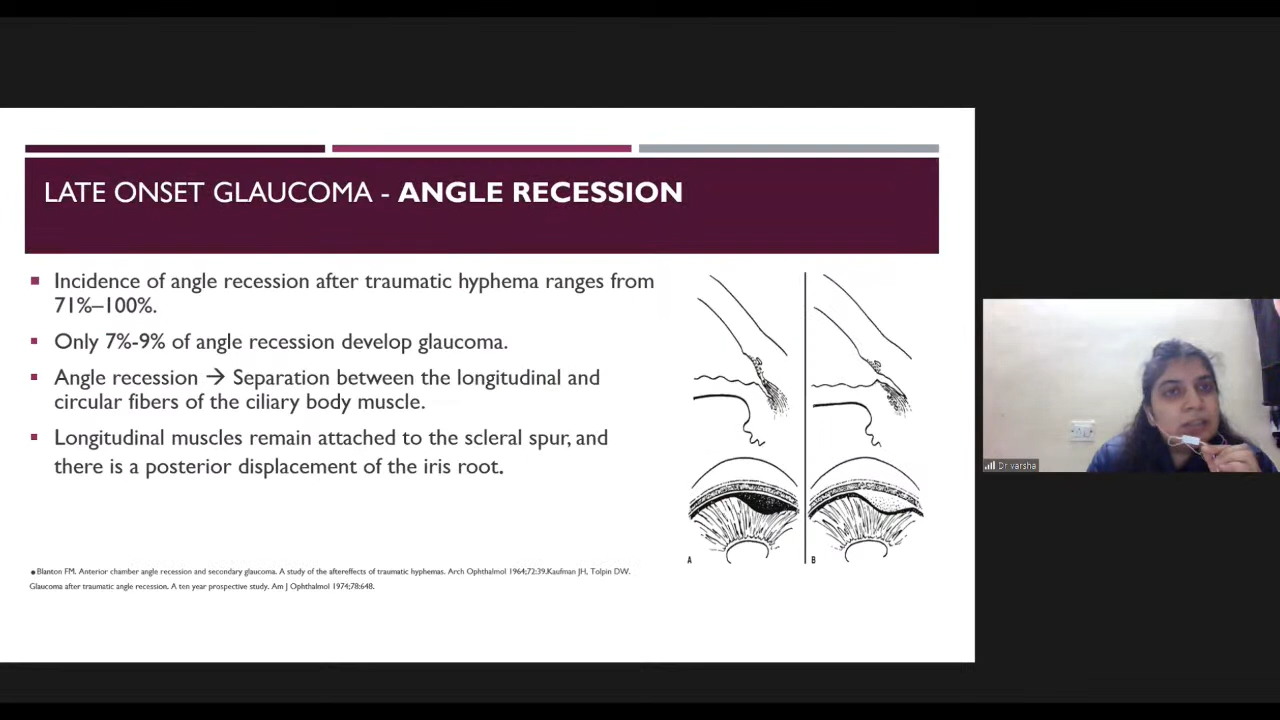 LATE ONSET GLAUCOMA - ANGLE RECESSION
Incidence of angle recession after traumatic hyphema ranges from
71%–100%.
Only 7%-9% of angle recession develop glaucoma.
Angle recession → Separation between the longitudinal and
circular fibers of the ciliary body muscle.
Longitudinal muscles remain attached to the scleral spur, and
there is a posterior displacement of the iris root.
A
B
Blanton FM. Anterior chamber angle recession and secondary glaucoma. A study of the aftereffects of traumatic hyphemas. Arch Ophthalmol 1964;72:39.Kaufman JH, Tolpin DW.
Glaucoma after traumatic angle recession. A ten year prospective study. Am J Ophthalmol 1974;78:648.
Dr varsha